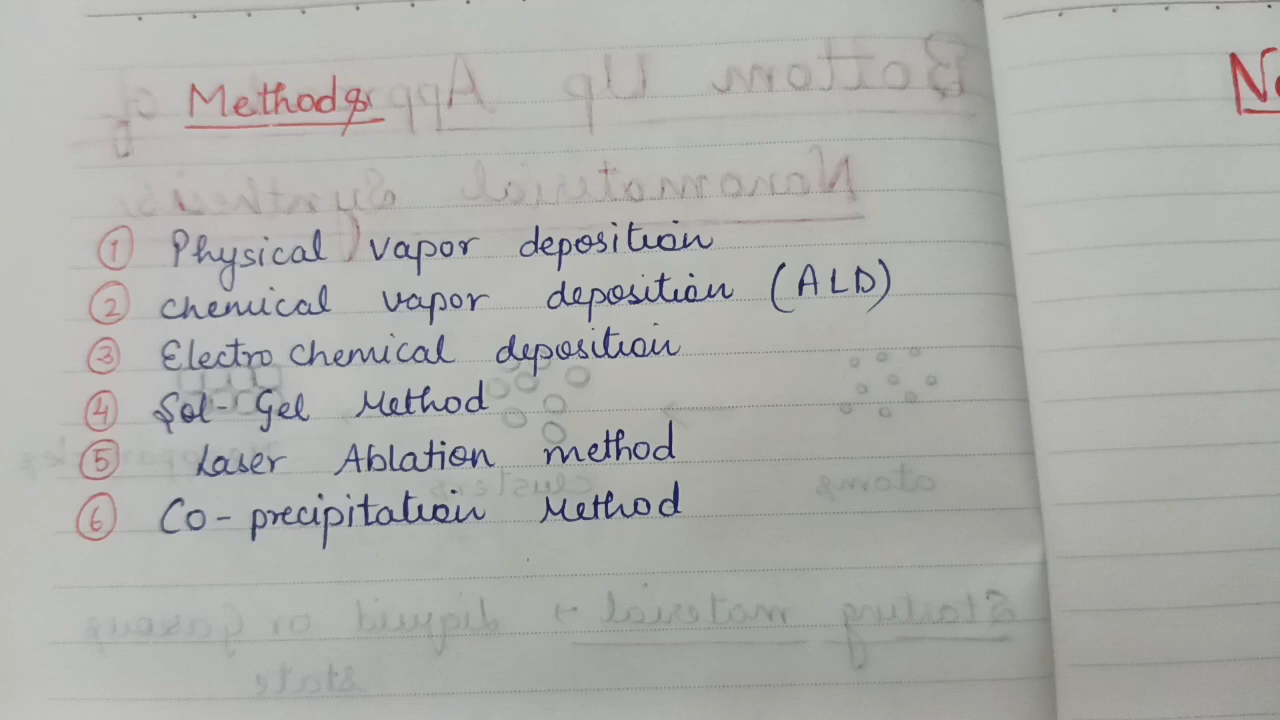 Methods
① Physical vapor deposition
② Chemical vapor deposition (ALD)
③ Electro chemical deposition
④ Sol-Gel Method
⑤ Laser Ablation method
⑥ Co-precipitation Method